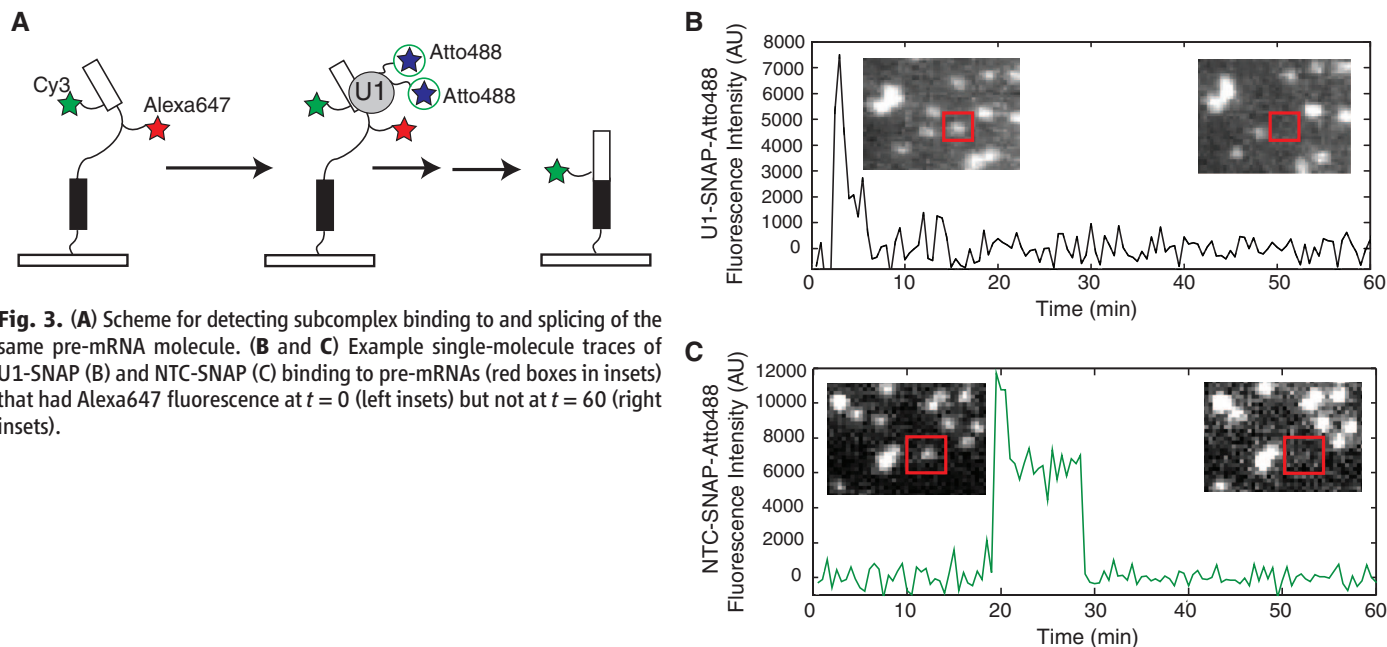 A
Cy3
Alexa647
U1
Atto488
Atto488
Fig. 3. (A) Scheme for detecting subcomplex binding to and splicing of the
same pre-mRNA molecule. (B and C) Example single-molecule traces of
U1-SNAP (B) and NTC-SNAP (C) binding to pre-mRNAs (red boxes in insets)
that had Alexa647 fluorescence at t = 0 (left insets) but not at t = 60 (right
insets).
B
U1-SNAP-Atto488
Fluorescence Intensity (AU)
8000
7000
6000
5000
4000
3000
2000
1000
0
10
20
30
40
50
60
Time (min)
C
NTC-SNAP-Atto488
Fluorescence Intensity (AU)
12000
10000
8000
6000
4000
2000
0
10
20
30
40
50
60
Time (min)